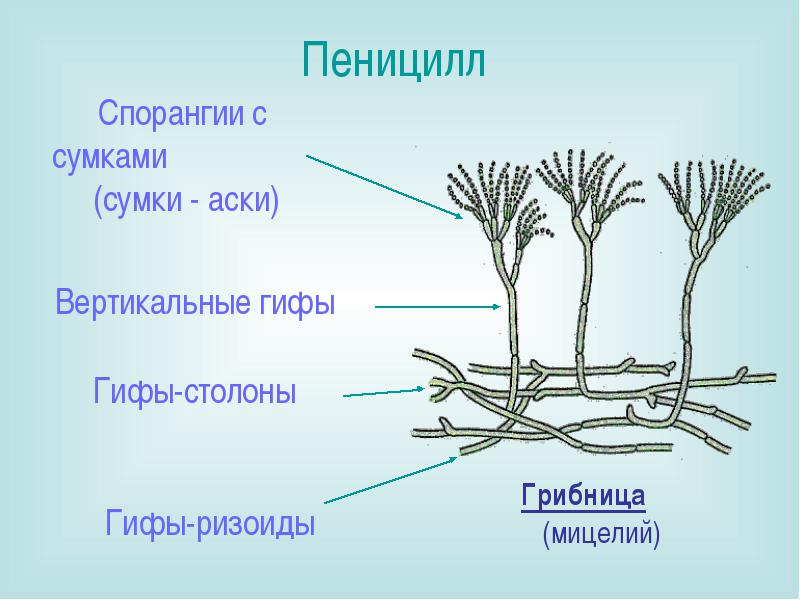 Пеницилл
Спорангии с
сумками
(сумки - аски)
Вертикальные гифы
Гифы-столоны
Гифы-ризоиды
Грибница
(мицелий)